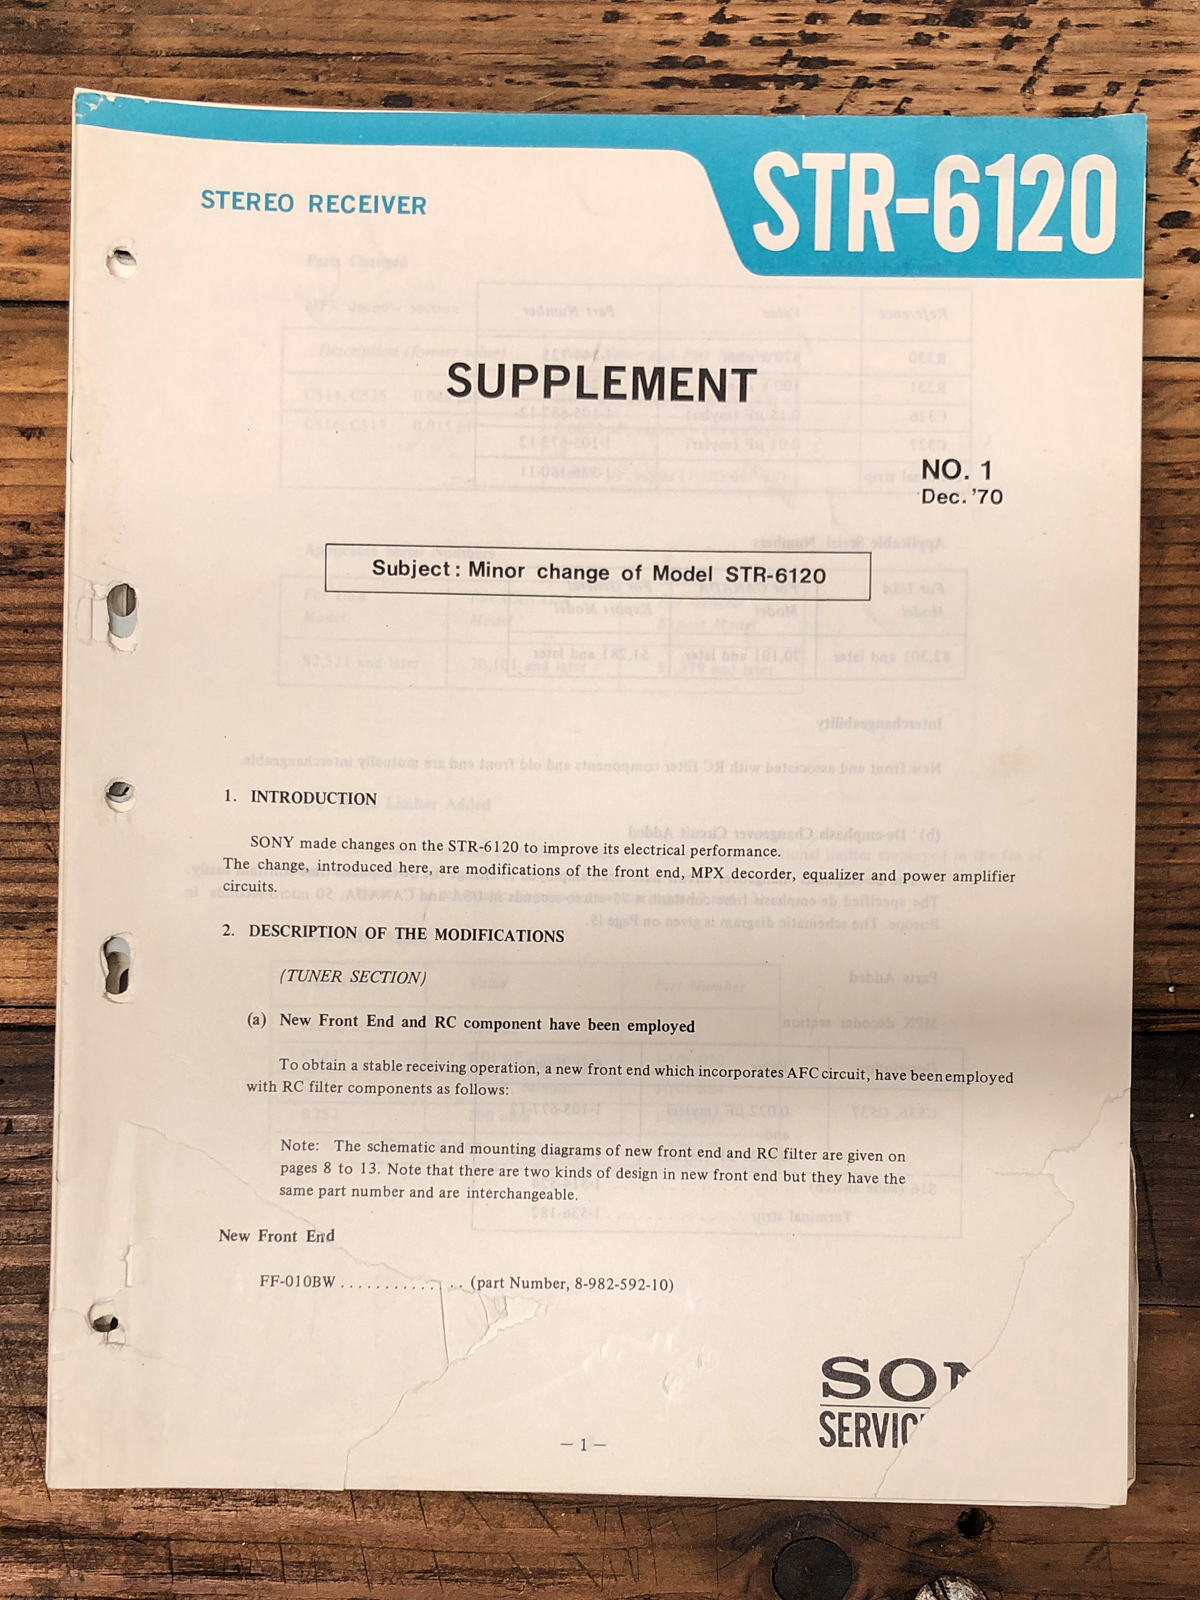 STR-6120
STEREO RECEIVER
SUPPLEMENT
NO. 1
Dec. '70
Subject : Minor change of Model STR-6120
1. INTRODUCTION
SONY made changes on the STR-6120 to improve its electrical performance.
The change, introduced here, are modifications of the front end, MPX decorder, equalizer and power amplifier
circuits.
2. DESCRIPTION OF THE MODIFICATIONS
(TUNER SECTION)
(a) New Front End and RC component have been employed
To obtain a stable receiving operation, a new front end which incorporates AFC circuit, have been employed
with RC filter components as follows:
Note: The schematic and mounting diagrams of new front end and RC filter are given on
pages 8 to 13. Note that there are two kinds of design in new front end but they have the
same part number and are interchangeable.
New Front End
FF-010BW . . . . . . . . . . . . . . (part Number, 8-982-592-10)
SON
SERVIC
– 1 –